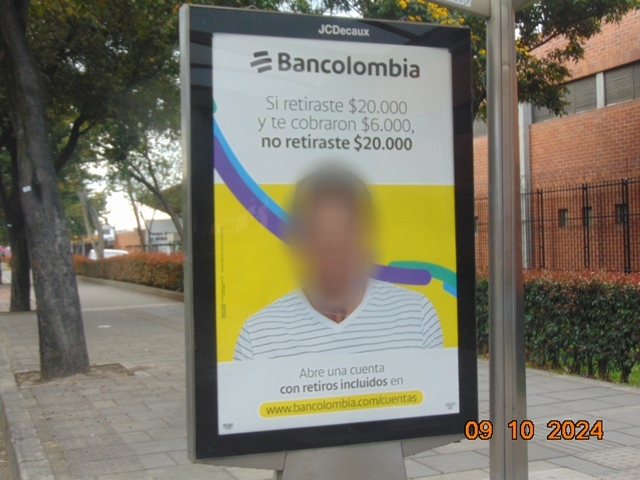 JCDecaux
Bancolombia
Si retiraste $20.000
y te cobraron $6.000,
no retiraste $20.000
Abre una cuenta
con retiros incluidos en
www.bancolombia.com/cuentas
09 10 2024